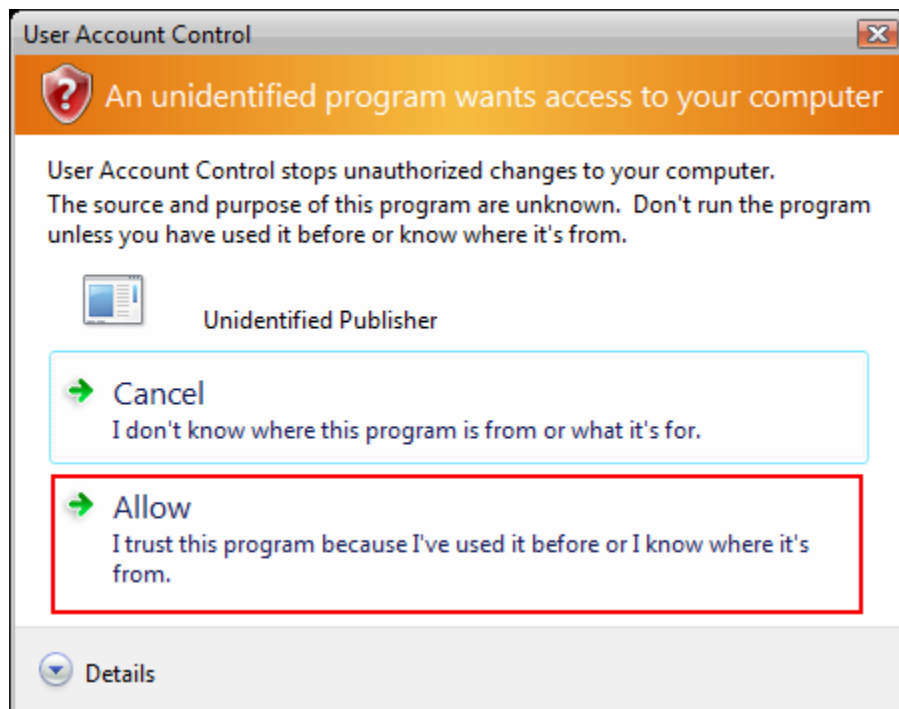 User Account Control
An unidentified program wants access to your computer
User Account Control stops unauthorized changes to your computer.
The source and purpose of this program are unknown.  Don't run the program
unless you have used it before or know where it's from.
Unidentified Publisher
Cancel
I don't know where this program is from or what it's for.
Allow
I trust this program because I've used it before or I know where it's
from.
Details